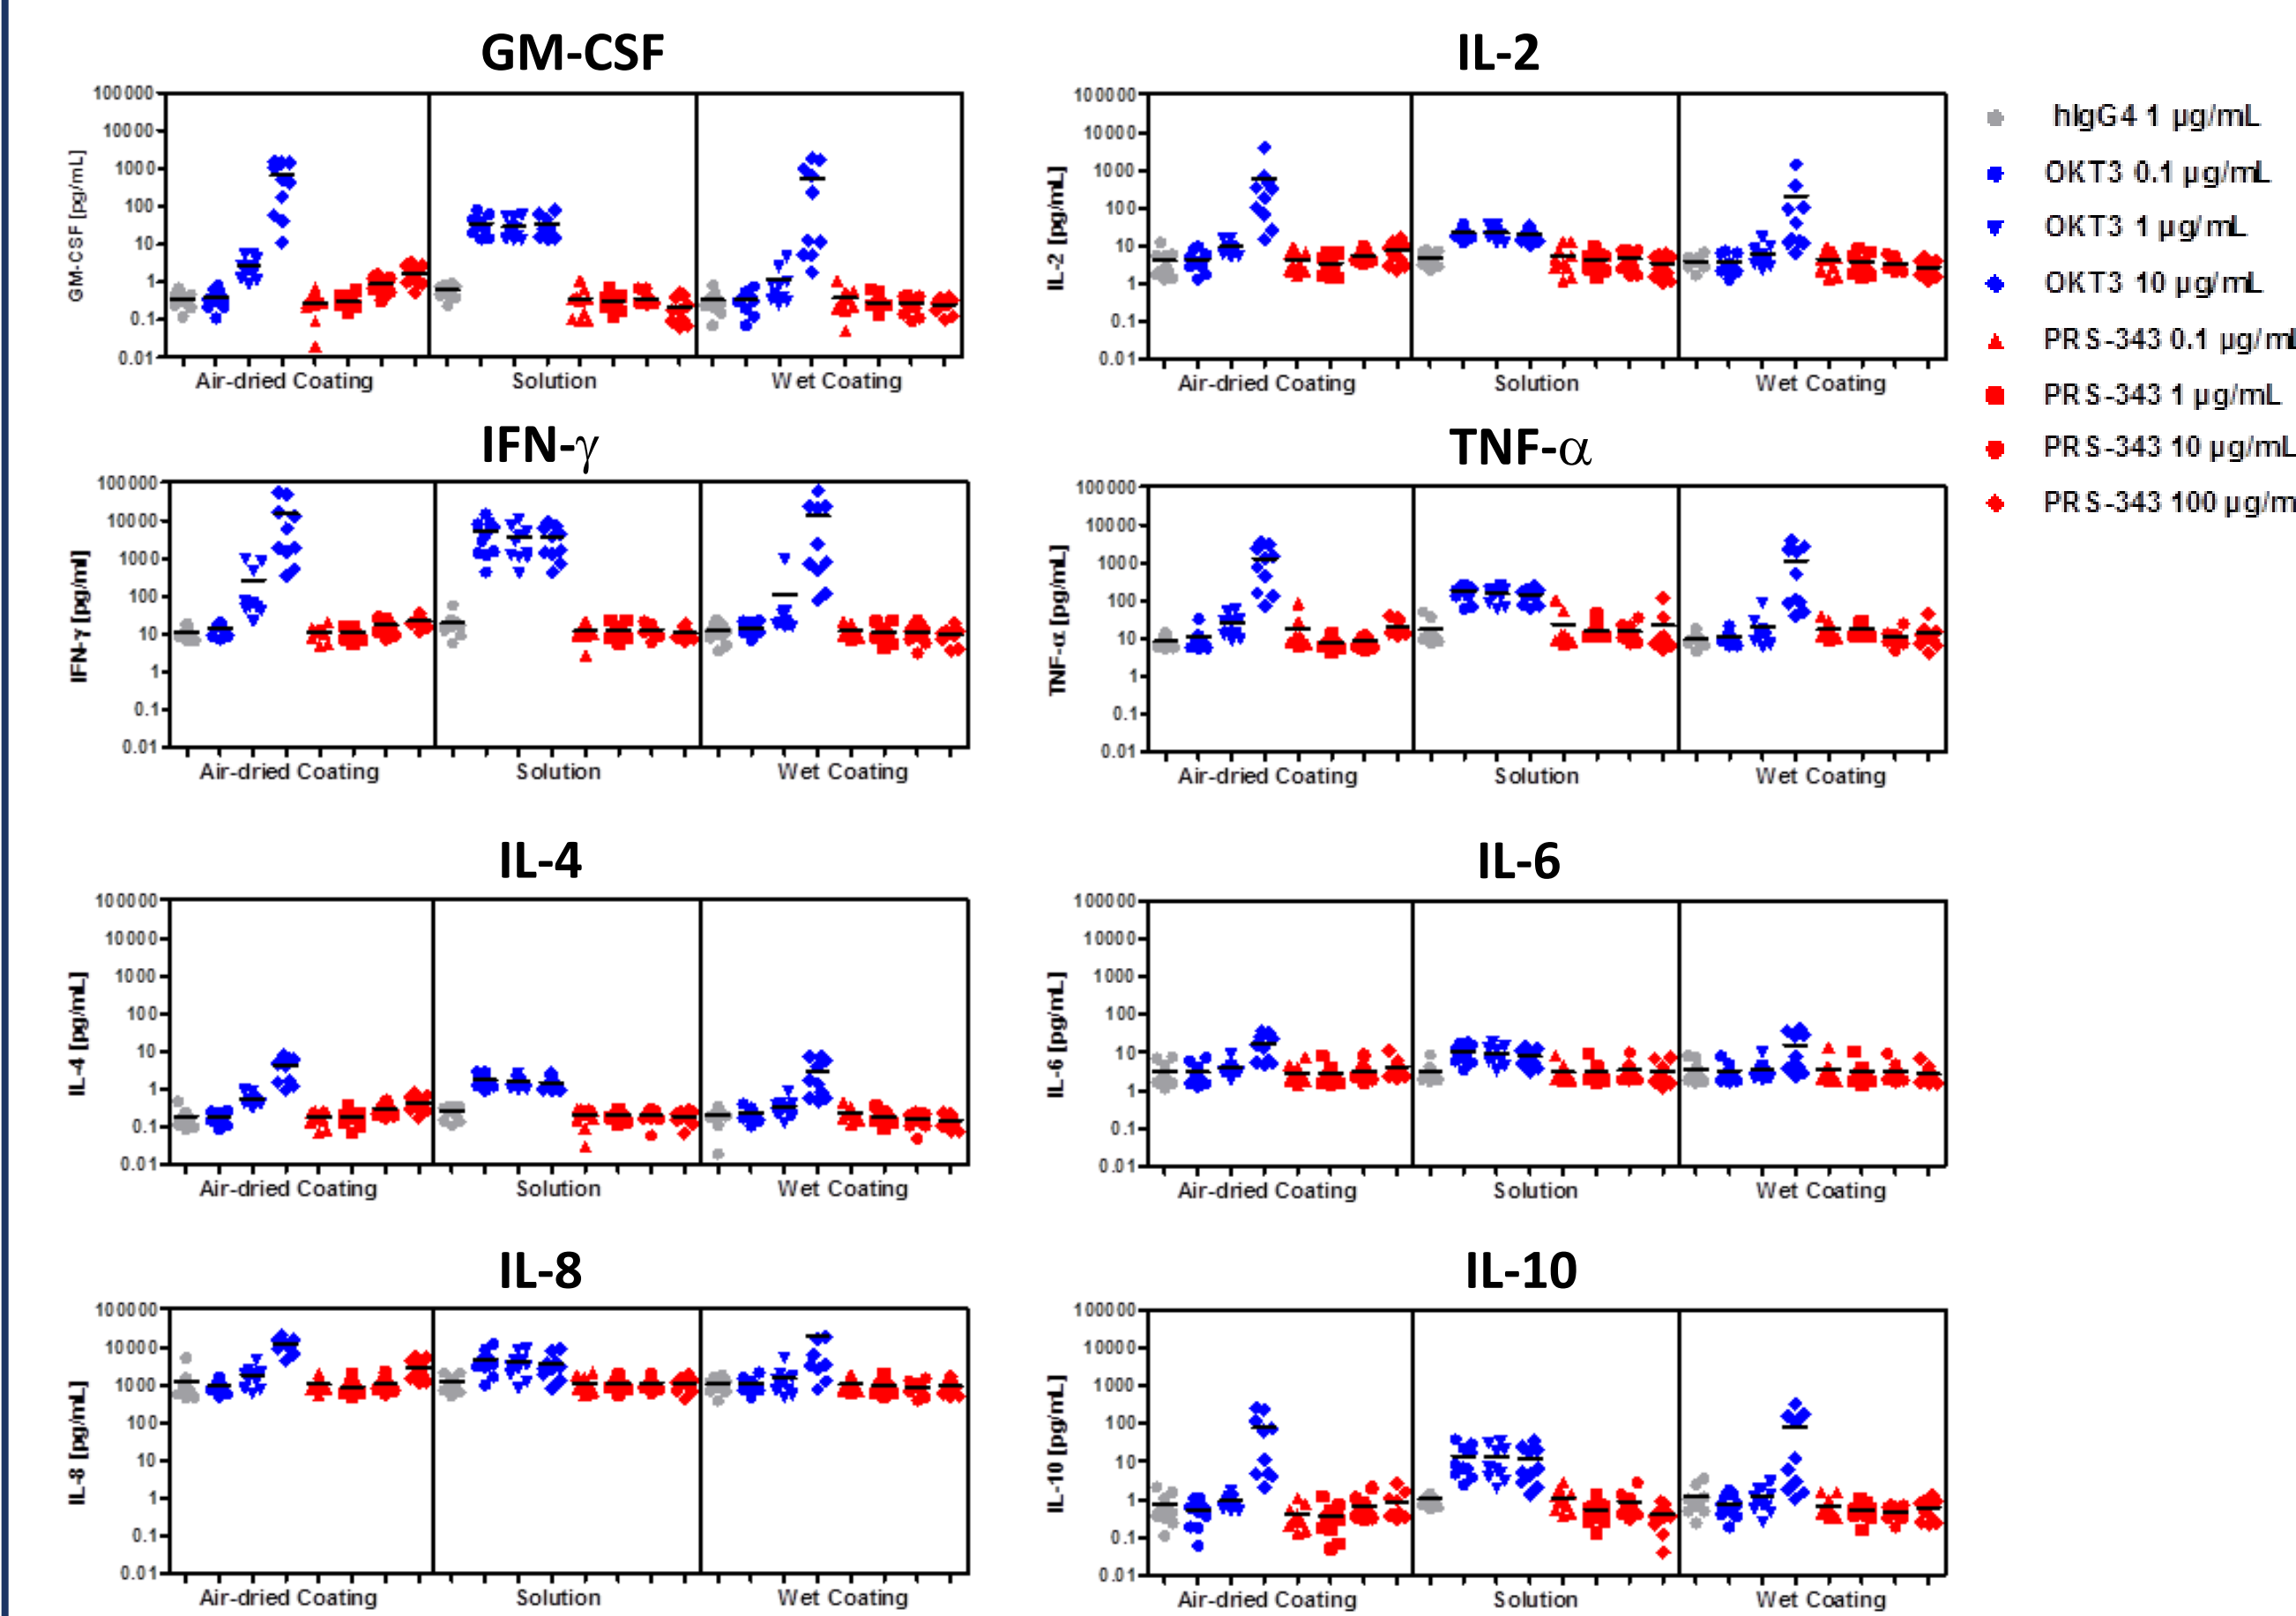 GM-CSF
GM-CSF [pg/mL]
100000
10000
1000
100
10
1
0.1
0.01
Air-dried Coating Solution Wet Coating
IL-2
IL-2 [pg/mL]
100000
10000
1000
100
10
1
0.1
0.01
Air-dried Coating Solution Wet Coating
hIgG4 1 µg/mL
OKT3 0.1 µg/mL
OKT3 1 µg/mL
OKT3 10 µg/mL
PRS-343 0.1 µg/mL
PRS-343 1 µg/mL
PRS-343 10 µg/mL
PRS-343 100 µg/m
IFN-γ
IFN-γ [pg/ml]
100000
10000
1000
100
10
1
0.1
0.01
Air-dried Coating Solution Wet Coating
TNF-α
TNF-α [pg/mL]
100000
10000
1000
100
10
1
0.1
0.01
Air-dried Coating Solution Wet Coating
IL-4
IL-4 [pg/mL]
100000
10000
1000
100
10
1
0.1
0.01
Air-dried Coating Solution Wet Coating
IL-6
IL-6 [pg/mL]
100000
10000
1000
100
10
1
0.1
0.01
Air-dried Coating Solution Wet Coating
IL-8
IL-8 [pg/mL]
100000
10000
1000
100
10
1
0.1
0.01
Air-dried Coating Solution Wet Coating
IL-10
IL-10 [pg/mL]
100000
10000
1000
100
10
1
0.1
0.01
Air-dried Coating Solution Wet Coating